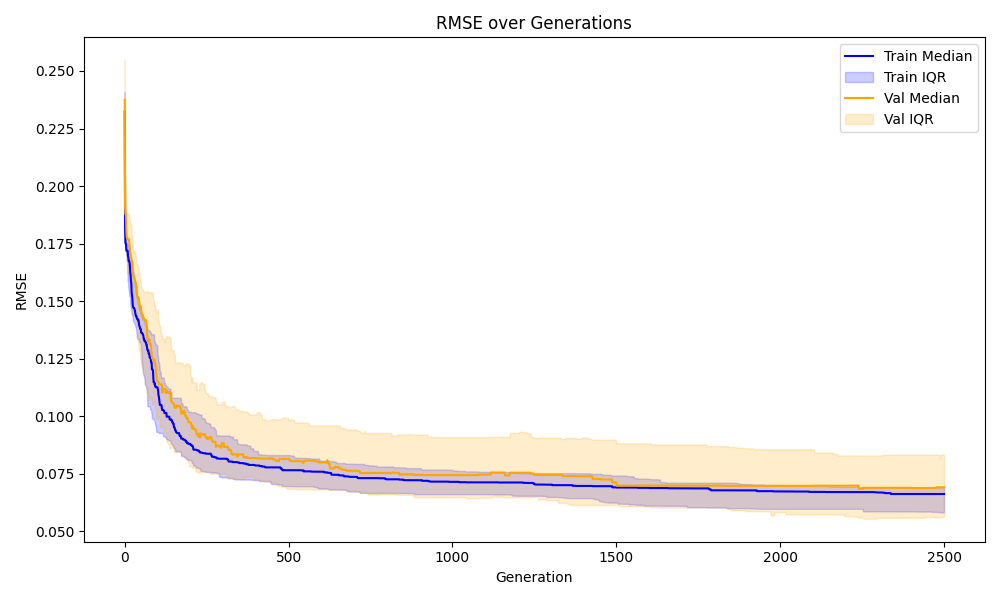 RMSE over Generations
RMSE
0.250
0.225
0.200
0.175
0.150
0.125
0.100
0.075
0.050
Train Median
Train IQR
Val Median
Val IQR
0
500
1000
1500
2000
2500
Generation